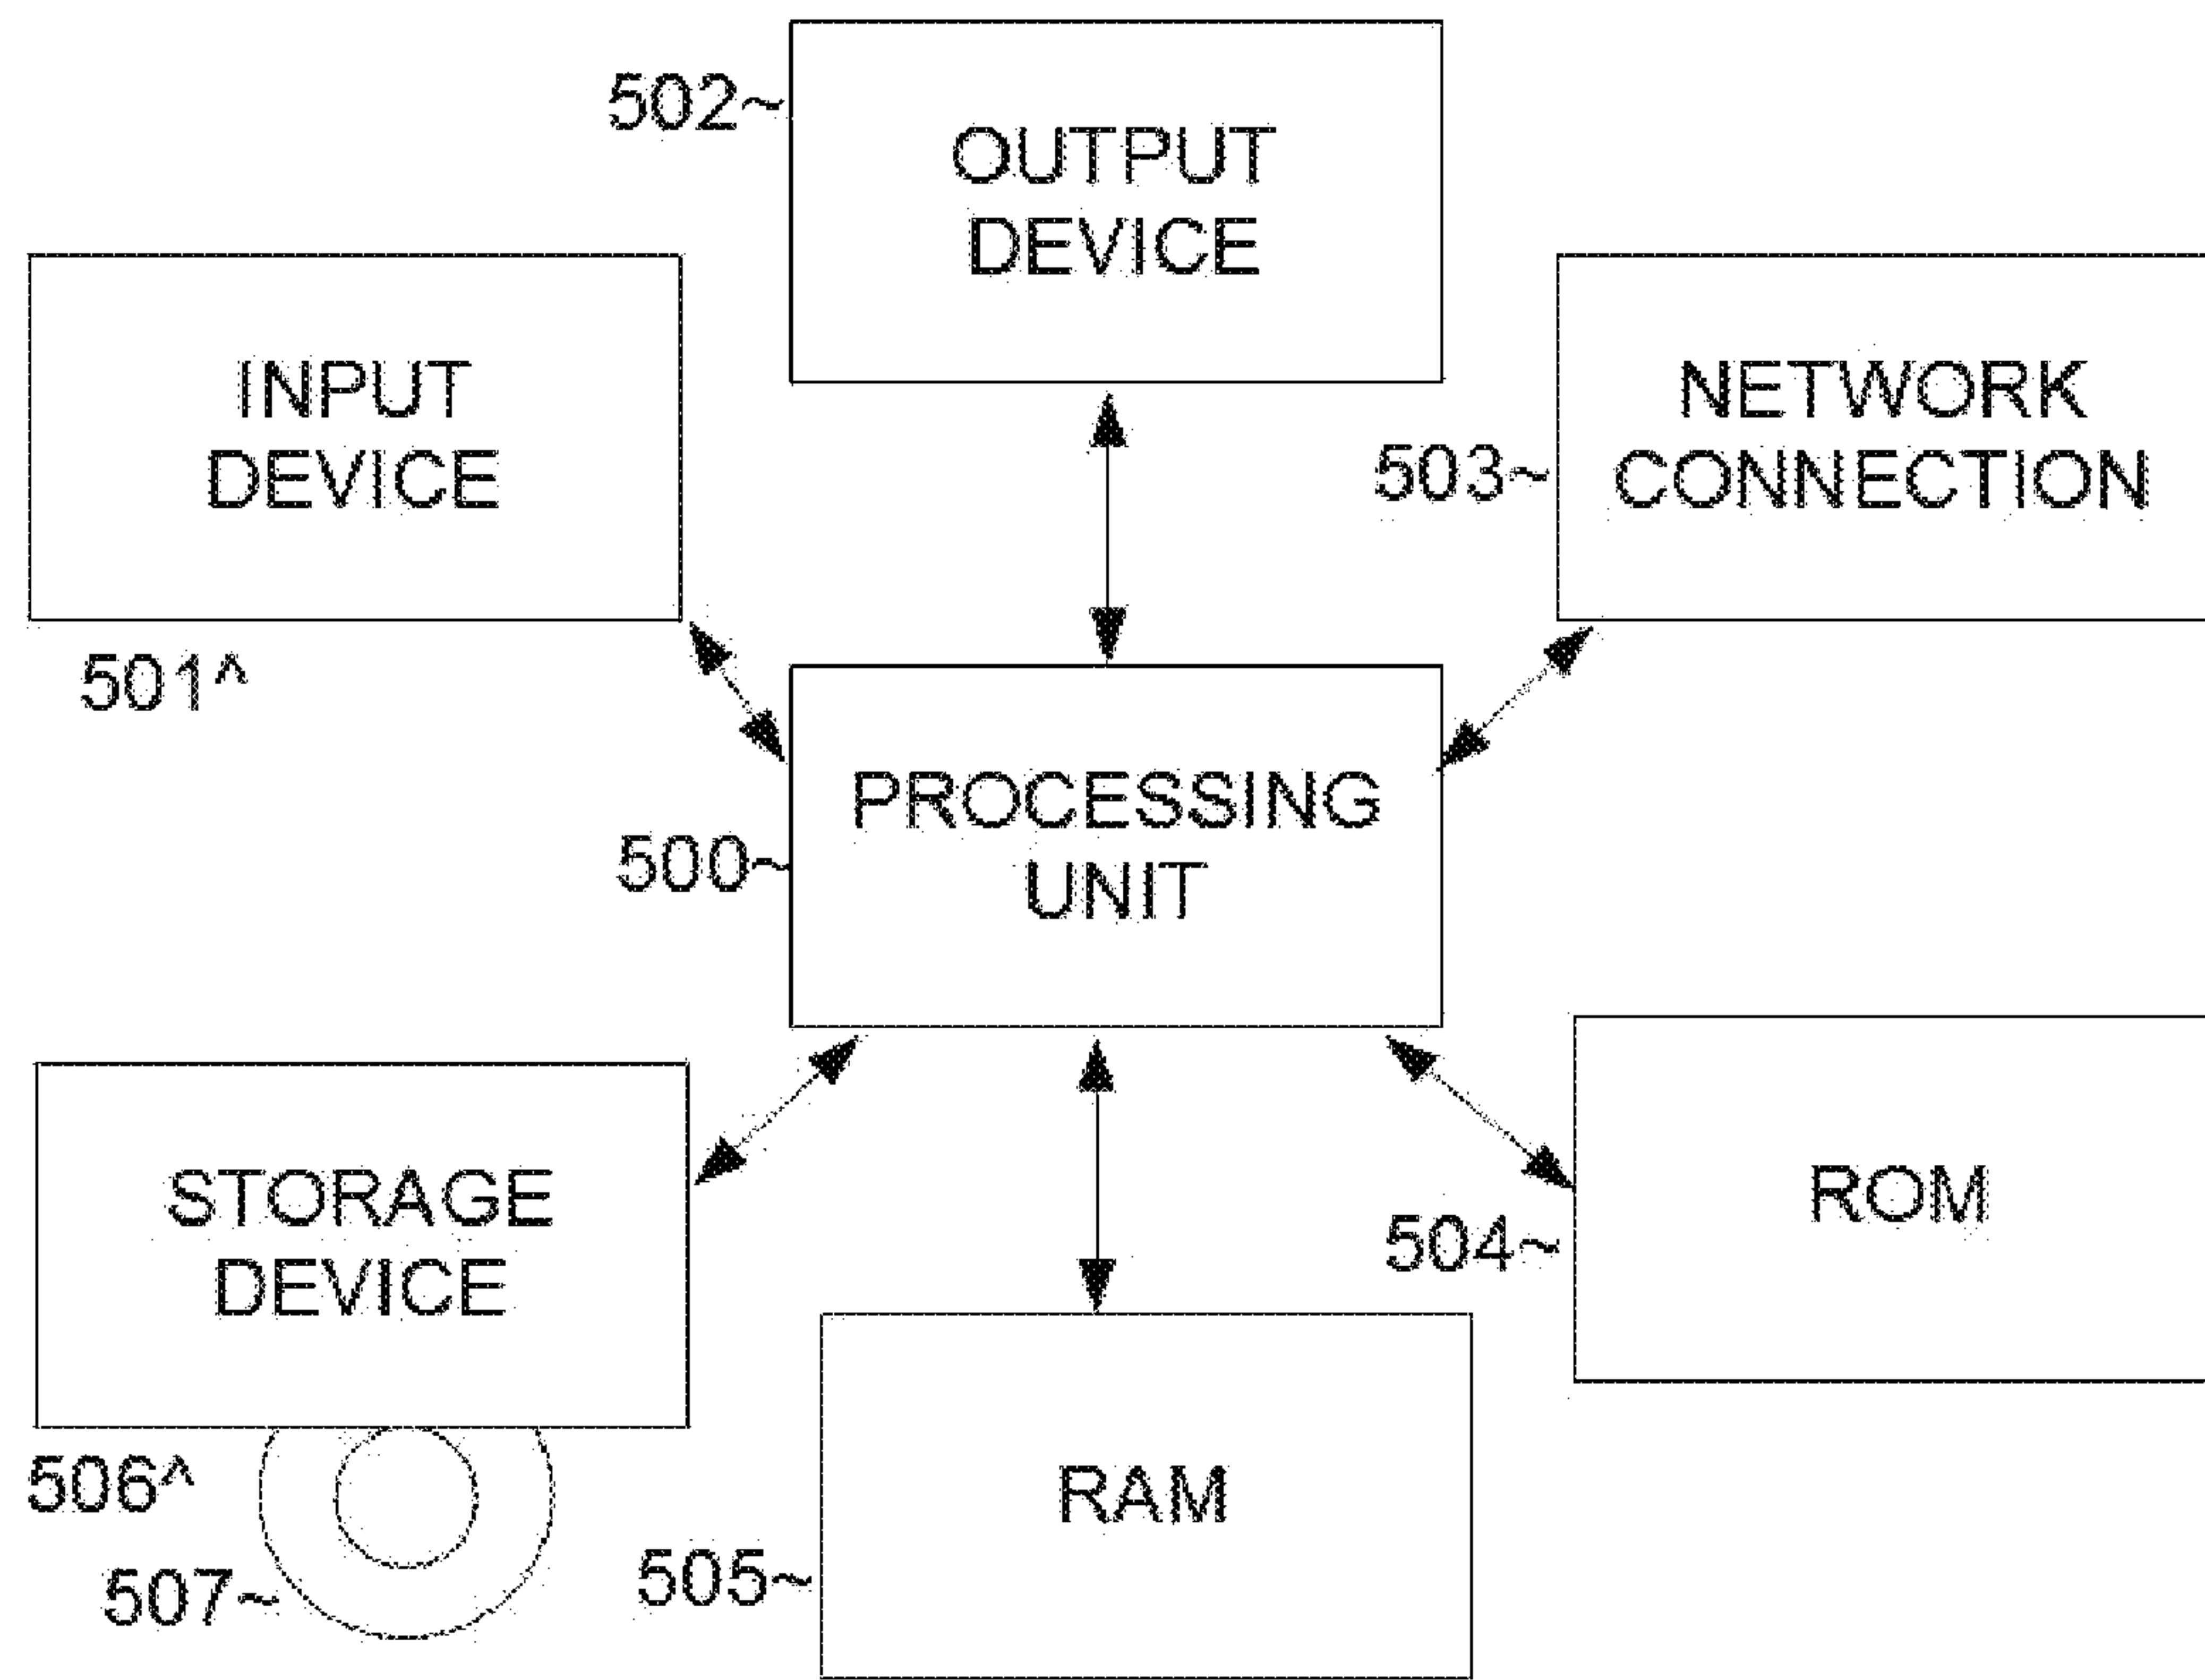 502~
OUTPUT
DEVICE
INPUT
DEVICE
501^
NETWORK
CONNECTION
503~
PROCESSING
UNIT
500~
STORAGE
DEVICE
506^
507~
ROM
504~
RAM
505~